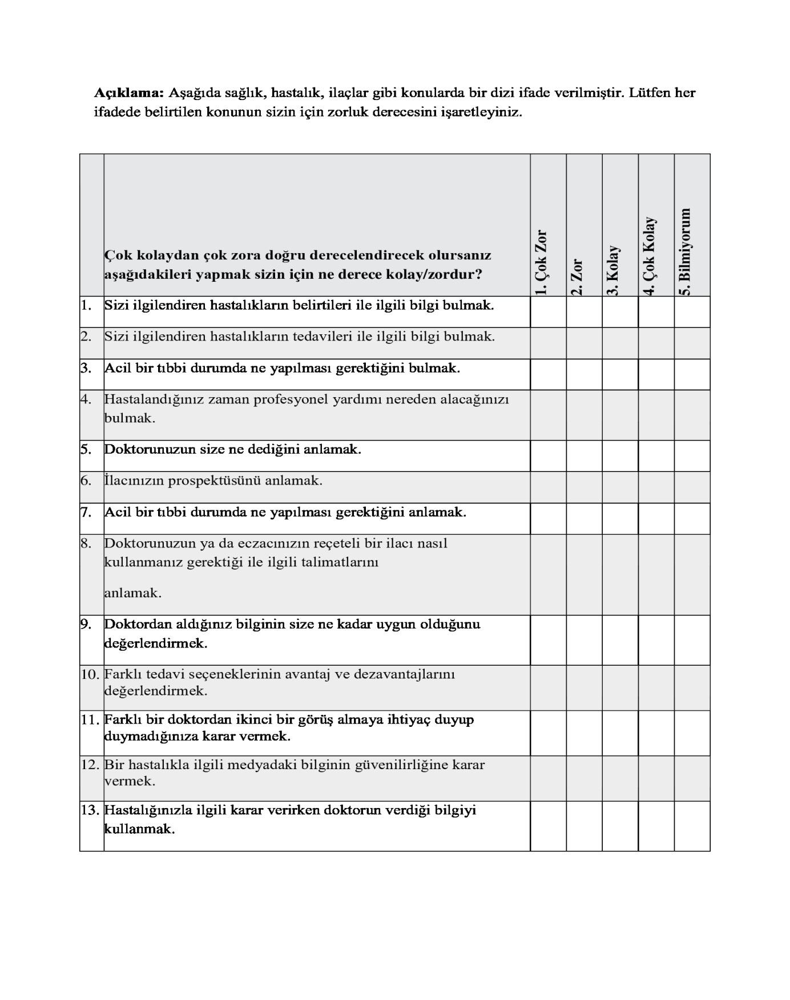 Açıklama: Aşağıda sağlık, hastalık, ilaçlar gibi konularda bir dizi ifade verilmiştir. Lütfen her
ifadede belirtilen konunun sizin için zorluk derecesini işaretleyiniz.
Çok kolaydan çok zora doğru derecelendirecek olursanız
aşağıdakileri yapmak sizin için ne derece kolay/zordur?
1. Çok Zor
2. Zor
3. Kolay
4. Çok Kolay
5. Bilmiyorum
1. Sizi ilgilendiren hastalıkların belirtileri ile ilgili bilgi bulmak.
2. Sizi ilgilendiren hastalıkların tedavileri ile ilgili bilgi bulmak.
3. Acil bir tıbbi durumda ne yapılması gerektiğini bulmak.
4. Hastalandığınız zaman profesyonel yardımı nereden alacağınızı
bulmak.
5. Doktorunuzun size ne dediğini anlamak.
6. İlacınızın prospektüsünü anlamak.
7. Acil bir tıbbi durumda ne yapılması gerektiğini anlamak.
8. Doktorunuzun ya da eczacınızın reçeteli bir ilacı nasıl
kullanmanız gerektiği ile ilgili talimatlarını
anlamak.
9. Doktordan aldığınız bilginin size ne kadar uygun olduğunu
değerlendirmek.
10. Farklı tedavi seçeneklerinin avantaj ve dezavantajlarını
değerlendirmek.
11. Farklı bir doktordan ikinci bir görüş almaya ihtiyaç duyup
duymadığınıza karar vermek.
12. Bir hastalıkla ilgili medyadaki bilginin güvenilirliğine karar
vermek.
13. Hastalığınızla ilgili karar verirken doktorun verdiği bilgiyi
kullanmak.